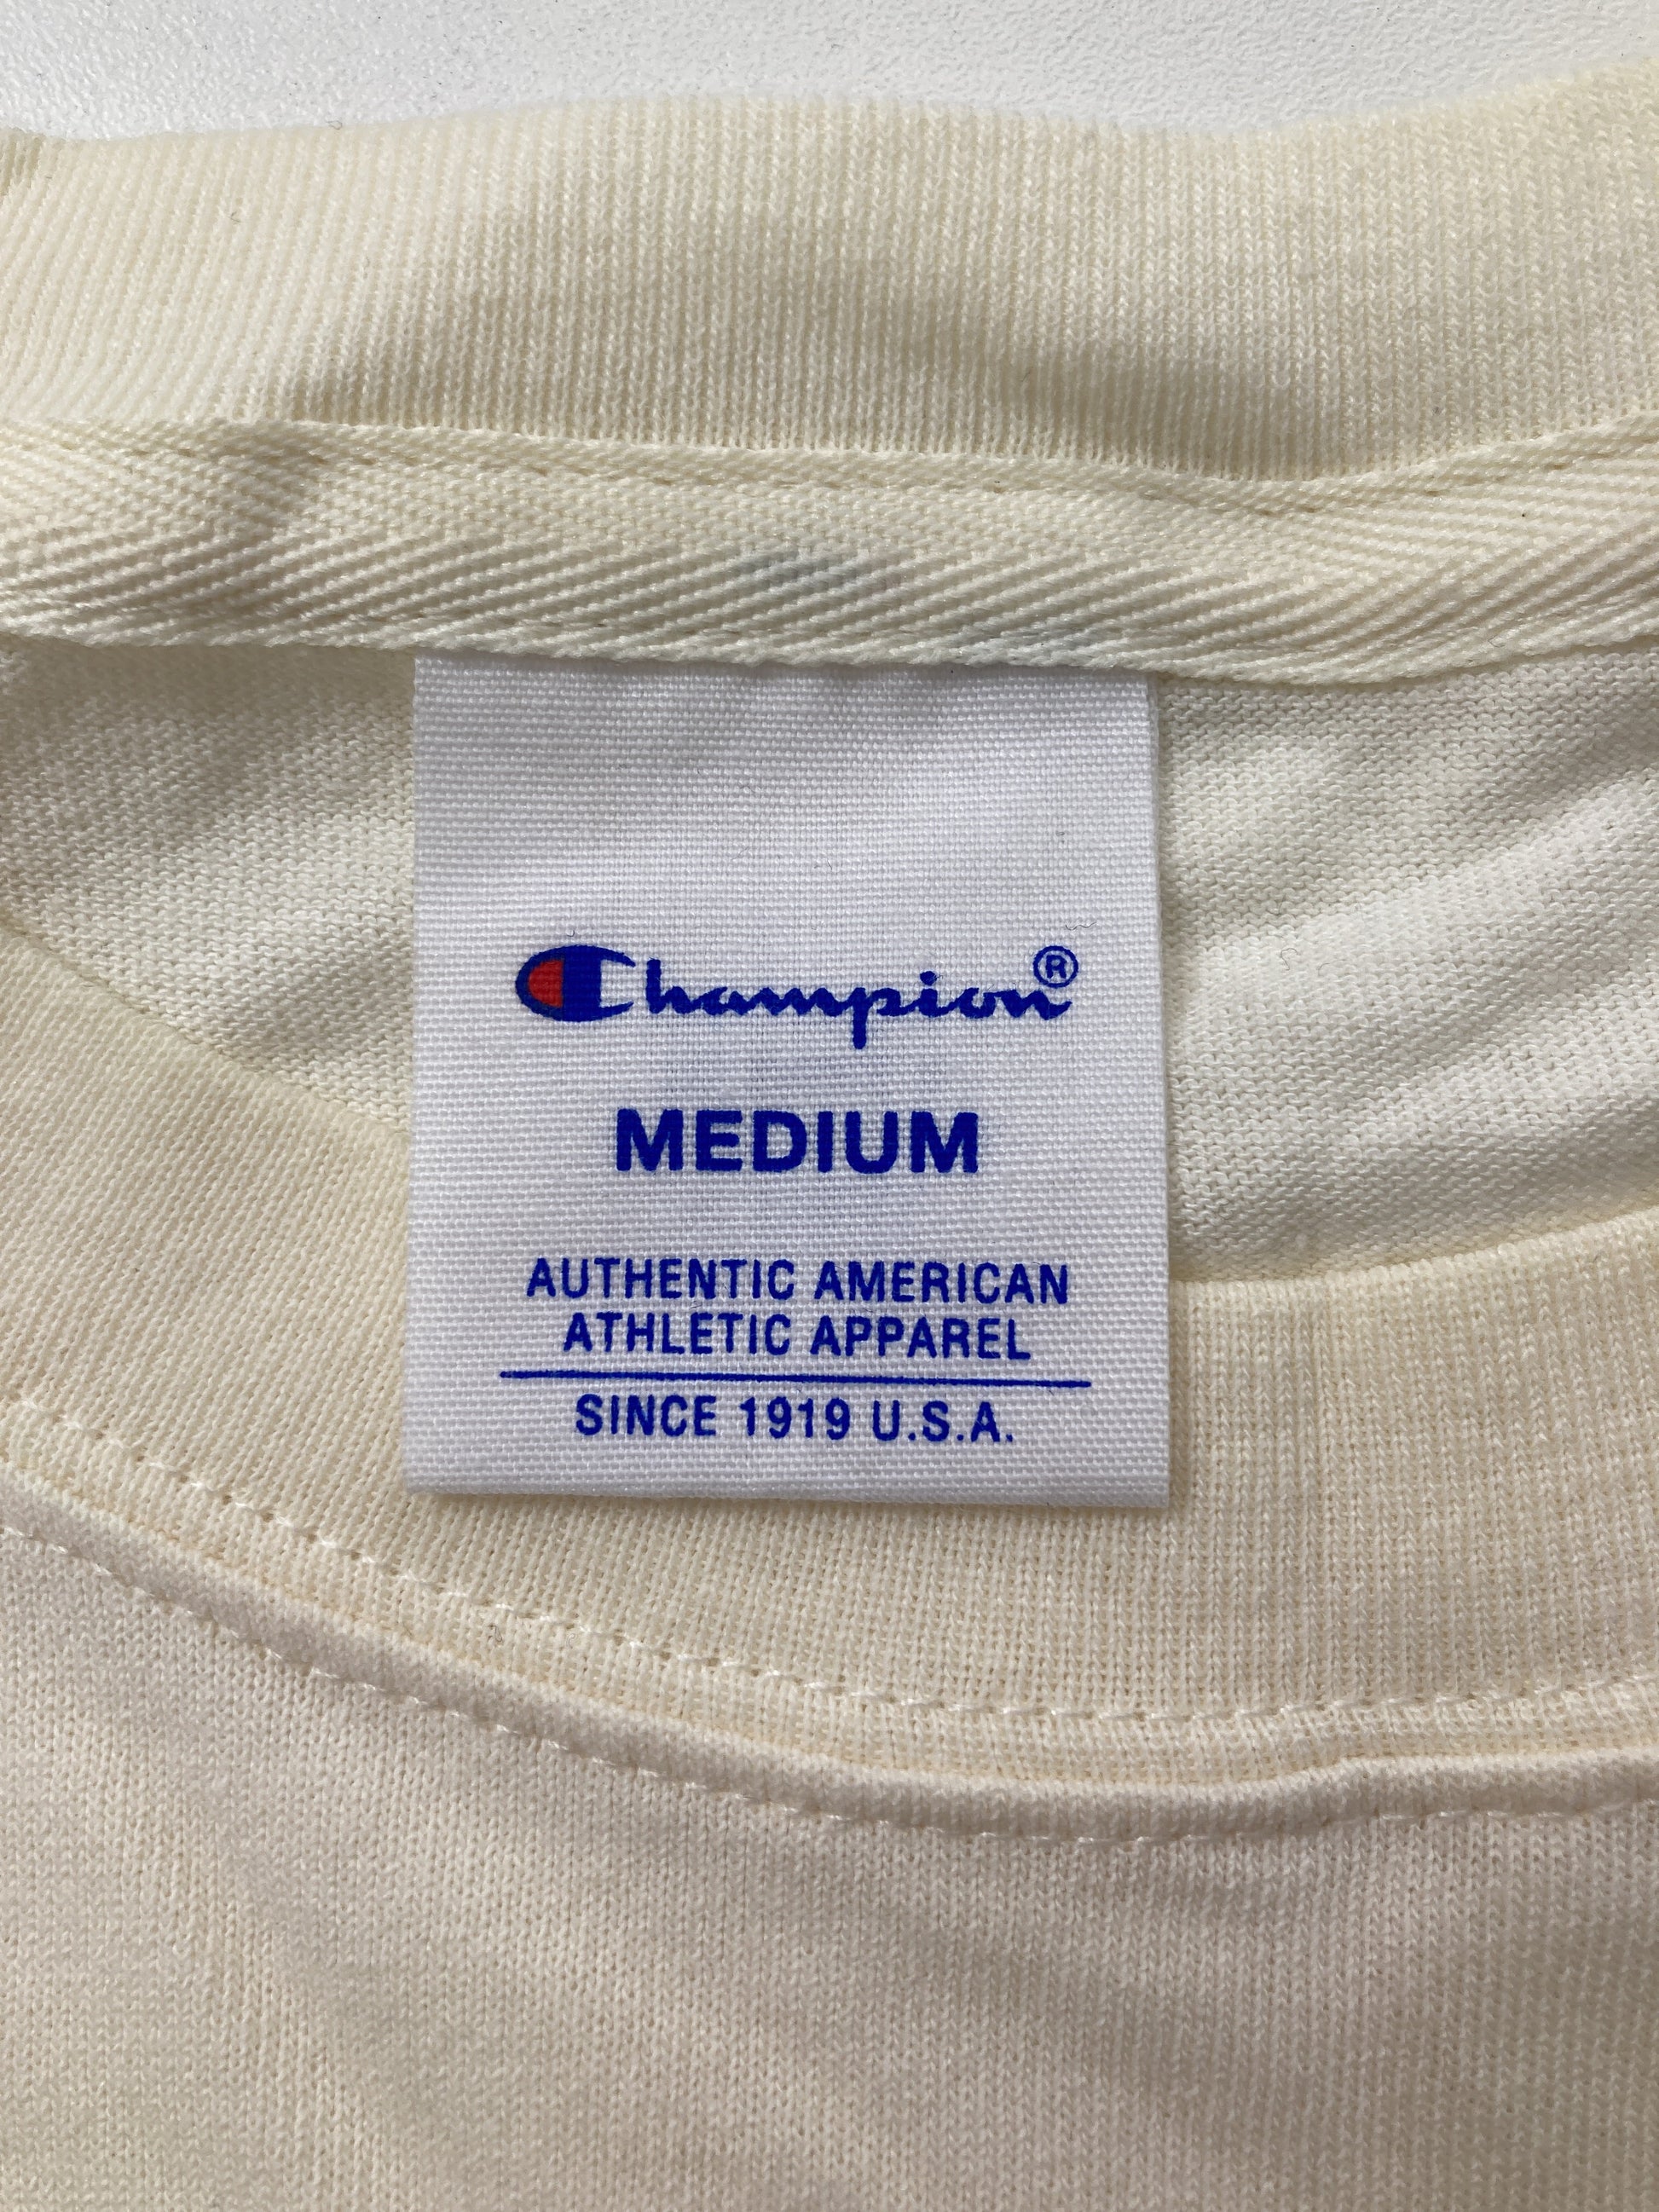 Champion®
MEDIUM
AUTHENTIC AMERICAN
ATHLETIC APPAREL
SINCE 1919 U.S.A.